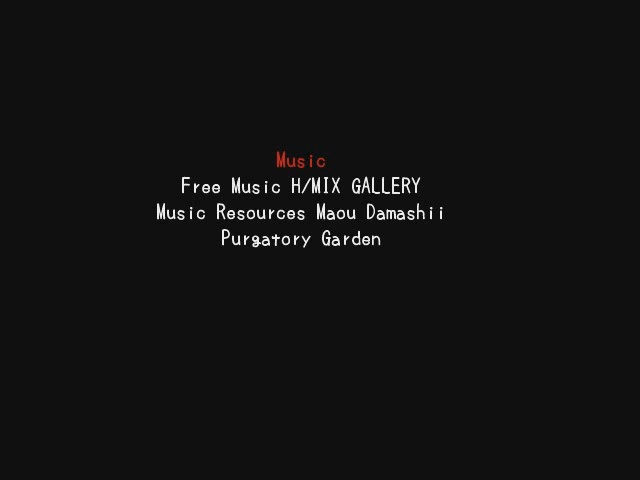 Music
Free Music H/MIX GALLERY
Music Resources Maou Damashii
Purgatory Garden